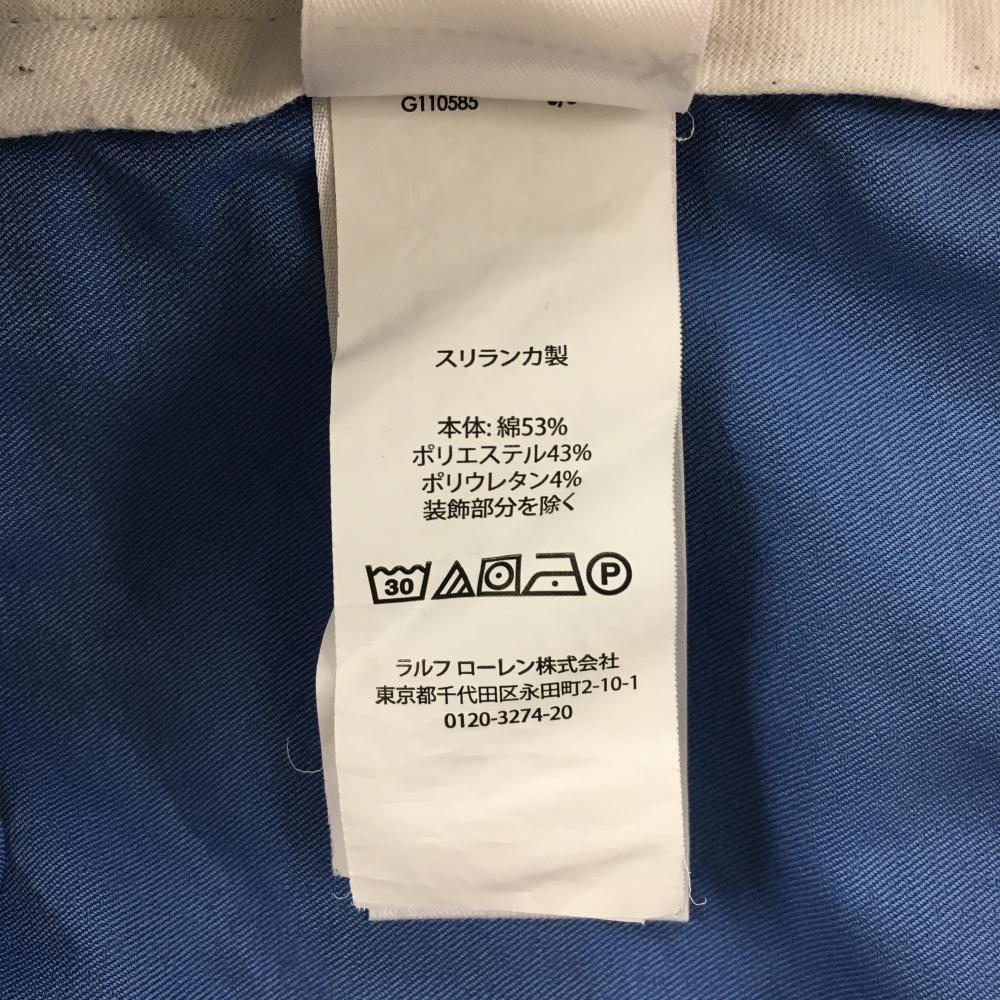 G110585
スリランカ製
本体: 綿53%
ポリエステル43%
ポリウレタン4%
装飾部分を除く
30 P
ラルフ ローレン株式会社
東京都千代田区永田町2-10-1
0120-3274-20